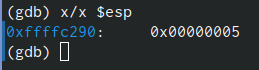 (gdb) x/x $esp
0xffffc290:     0x00000005
(gdb)